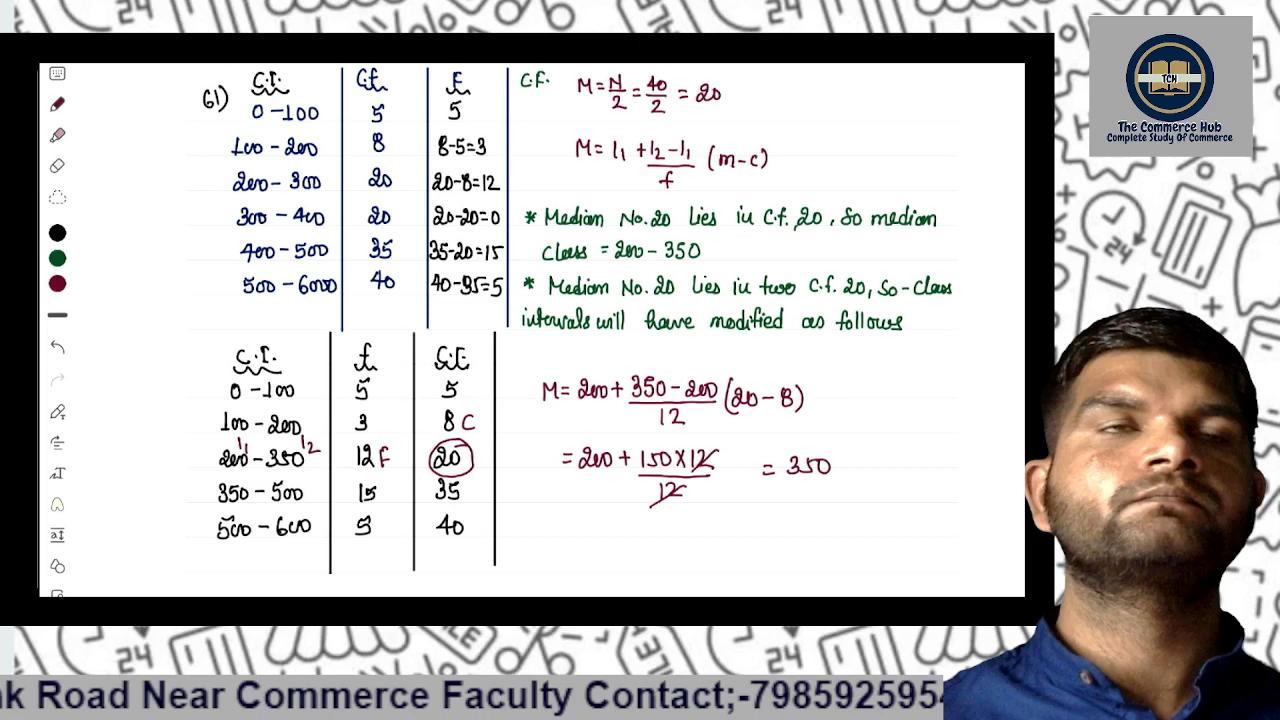 61) C.I. C.f F C.f.
0-100 5 5
100-200 8 8-5=3
200-300 20 20-8=12
300-400 20 20-20=0
400-500 35 35-20=15
500-6000 40 40-35=5
M = N/2 = 40/2 = 20
M = l1 + l2-l1/f (m-c)
* Median No. 20 lies in C.f. 20, So median
class = 200-350
* Median No. 20 lies in two C.f. 20, So-class
intervals will have modified as follows
C.I. f C.F.
0-100 5 5
100-200 3 8 C
l1 l2
200-350 12 F 20
350-500 15 35
500-600 5 40
M = 200 + 350-200/12 (20-8)
= 200 + 150×12/12 = 350
TCH
The Commerce Hub
Complete Study Of Commerce
nk Road Near Commerce Faculty Contact;-798592595